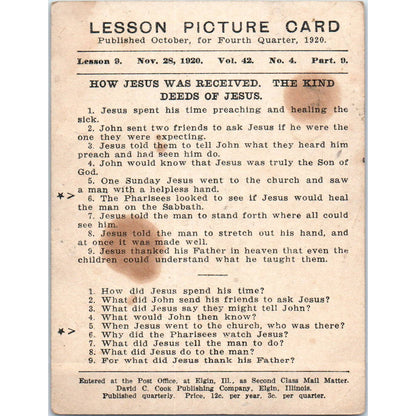 LESSON PICTURE CARD
Published October, for Fourth Quarter, 1920.
Lesson 9. Nov. 28, 1920. Vol. 42. No. 4. Part. 9.
HOW JESUS WAS RECEIVED. THE KIND
DEEDS OF JESUS.
1. Jesus spent his time preaching and healing the
sick.
2. John sent two friends to ask Jesus if he were the
one they were expecting.
3. Jesus told them to tell John what they heard him
preach and had seen him do.
4. John would know that Jesus was truly the Son of
God.
5. One Sunday Jesus went to the church and saw
a man with a helpless hand.
6. The Pharisees looked to see if Jesus would heal
the man on the Sabbath.
7. Jesus told the man to stand forth where all could
see him.
8. Jesus told the man to stretch out his hand, and
at once it was made well.
9. Jesus thanked his Father in heaven that even the
children could understand what he taught them.
1. How did Jesus spend his time?
2. What did John send his friends to ask Jesus?
3. What did Jesus say they might tell John?
4. What would John then know?
5. When Jesus went to the church, who was there?
6. Why did the Pharisees watch Jesus?
7. What did Jesus tell the man to do?
8. What did Jesus do to the man?
9. For what did Jesus thank his Father?
Entered at the Post Office, at Elgin, Ill., as Second Class Mail Matter.
David C. Cook Publishing Company, Elgin, Illinois.
Published quarterly. Price, 12c. per year, 3c. per quarter.